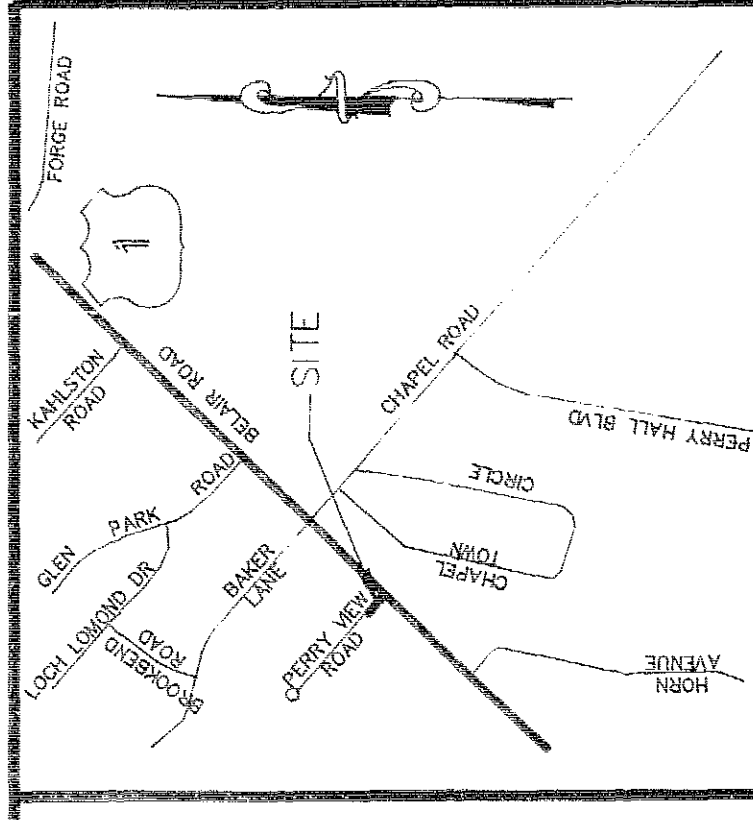 FORGE ROAD
1
KAHLSTON
ROAD
BELAIR ROAD
SITE
GLEN PARK ROAD
LOCH LOMOND DR
BROOKSBEND
ROAD
BAKER
LANE
CHAPEL ROAD
PERRY VIEW
ROAD
CHAPEL
TOWN
CIRCLE
PERRY HALL BLVD
HORN
AVENUE